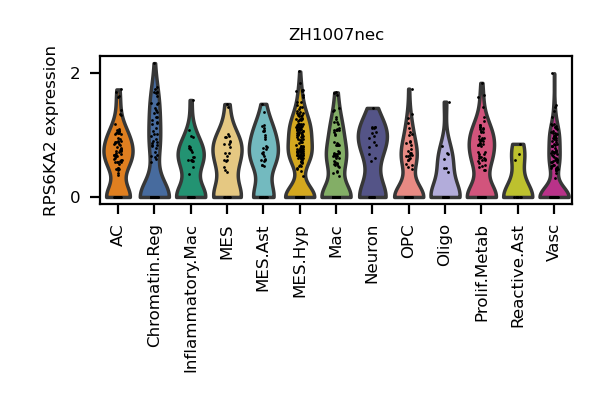 ZH1007nec
RPS6KA2 expression
2
0
AC
Chromatin.Reg
Inflammatory.Mac
MES
MES.Ast
MES.Hyp
Mac
Neuron
OPC
Oligo
Prolif.Metab
Reactive.Ast
Vasc